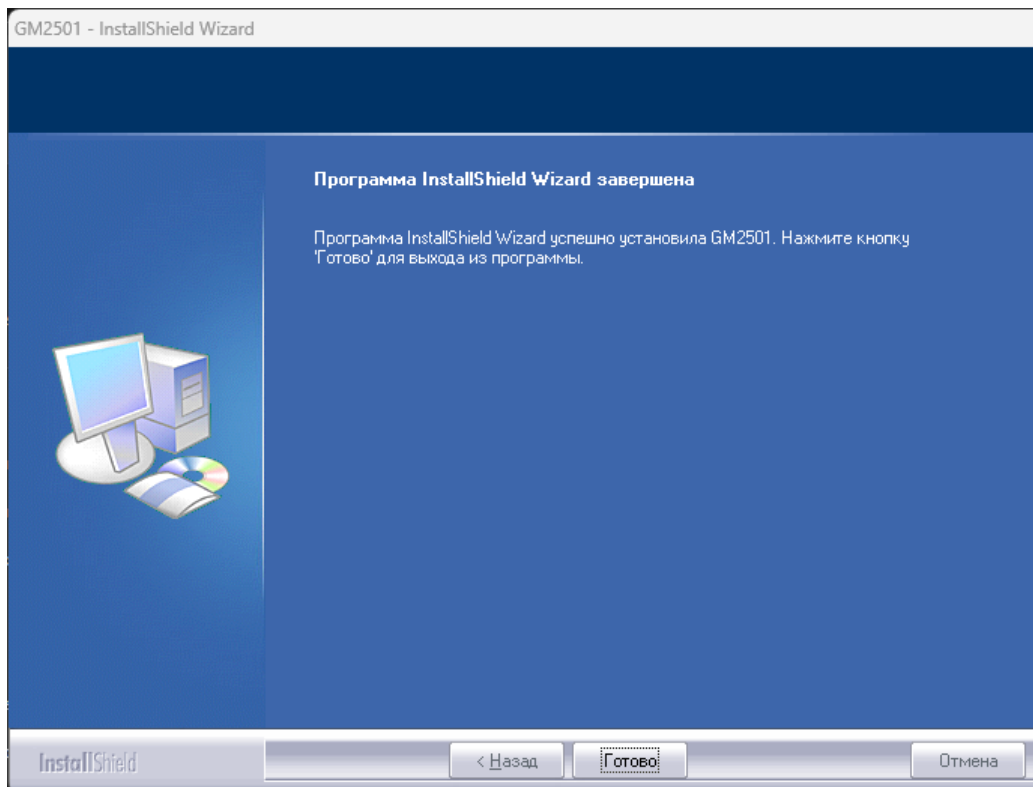 GM2501 - InstallShield Wizard
Программа InstallShield Wizard завершена
Программа InstallShield Wizard успешно установила GM2501. Нажмите кнопку
'Готово' для выхода из программы.
InstallShield
< Назад
Готово
Отмена